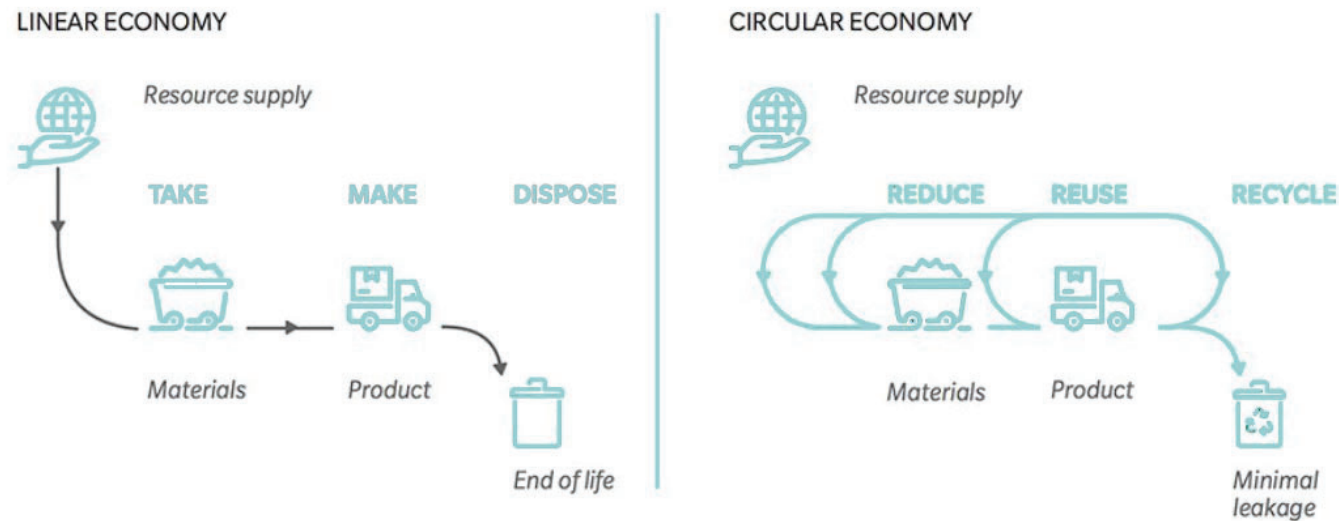 LINEAR ECONOMY
Resource supply
TAKE
MAKE
DISPOSE
Materials
Product
End of life
CIRCULAR ECONOMY
Resource supply
REDUCE
REUSE
RECYCLE
Materials
Product
Minimal
leakage